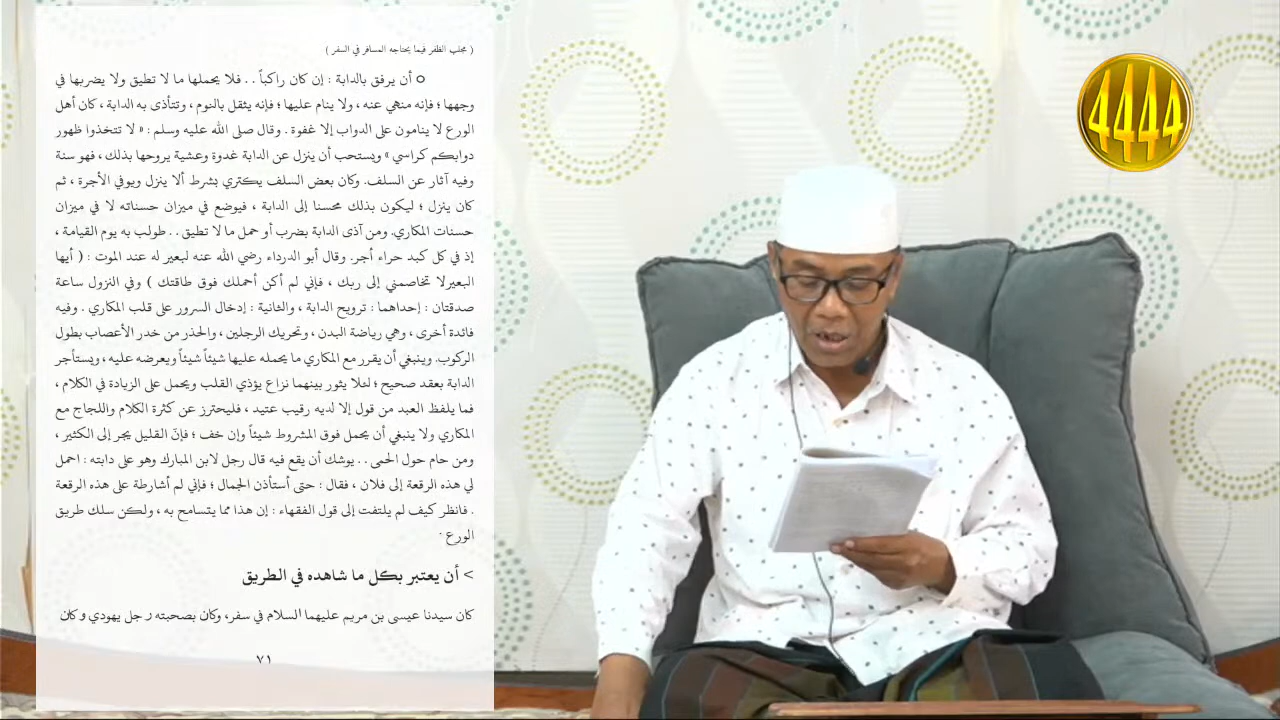 ( مجلب الظفر فيما يحتاجه المسافر في السفر )
o أن يرفق بالدابة : إن كان راكباً . . فلا يحملها ما لا تطيق ولا يضربها في
وجهها ؛ فإنه منهي عنه ، ولا ينام عليها ؛ فإنه يثقل بالنوم ، وتتأذى به الدابة ، كان أهل
الورع لا ينامون على الدواب إلا غفوة . وقال صلى الله عليه وسلم : « لا تتخذوا ظهور
دوابكم كراسي » ويستحب أن ينزل عن الدابة غدوة وعشية يروحها بذلك ، فهو سنة
وفيه آثار عن السلف. وكان بعض السلف يكتري بشرط ألا ينزل ويوفي الأجرة ، ثم
كان ينزل ؛ ليكون بذلك محسنا إلى الدابة ، فيوضع في ميزان حسناته لا في ميزان
حسنات المكاري. ومن آذى الدابة بضرب أو حمل ما لا تطيق . . طولب به يوم القيامة ،
إذ في كل كبد حراء أجر. وقال أبو الدرداء رضي الله عنه لبعير له عند الموت : ( أيها
البعيرلا تخاصمني إلى ربك ، فإني لم أكن أحملك فوق طاقتك ) وفي النزول ساعة
صدقتان : إحداهما : ترويح الدابة ، والثانية : إدخال السرور على قلب المكاري . وفيه
فائدة أخرى ، وهي رياضة البدن ، وتحريك الرجلين ، والحذر من خدر الأعصاب بطول
الركوب. وينبغي أن يقرر مع المكاري ما يحمله عليها شيئاً شيئاً ويعرضه عليه ، ويستأجر
الدابة بعقد صحيح ؛ لئلا يثور بينهما نزاع يؤذي القلب ويحمل على الزيادة في الكلام ،
فما يلفظ العبد من قول إلا لديه رقيب عتيد ، فليحترز عن كثرة الكلام واللجاج مع
المكاري ولا ينبغي أن يحمل فوق المشروط شيئاً وإن خف ؛ فإنّ القليل يجر إلى الكثير ،
ومن حام حول الحمى . . يوشك أن يقع فيه قال رجل لابن المبارك وهو على دابته : احمل
لي هذه الرقعة إلى فلان ، فقال : حتى أستأذن الجمال ؛ فإني لم أشارطه على هذه الرقعة
. فانظر كيف لم يلتفت إلى قول الفقهاء : إن هذا مما يتسامح به ، ولكن سلك طريق
الورع .
> أن يعتبر بكل ما شاهده في الطريق
كان سيدنا عيسى بن مريم عليهما السلام في سفر، وكان بصحبته رجل يهودي وكان
٧١
4444